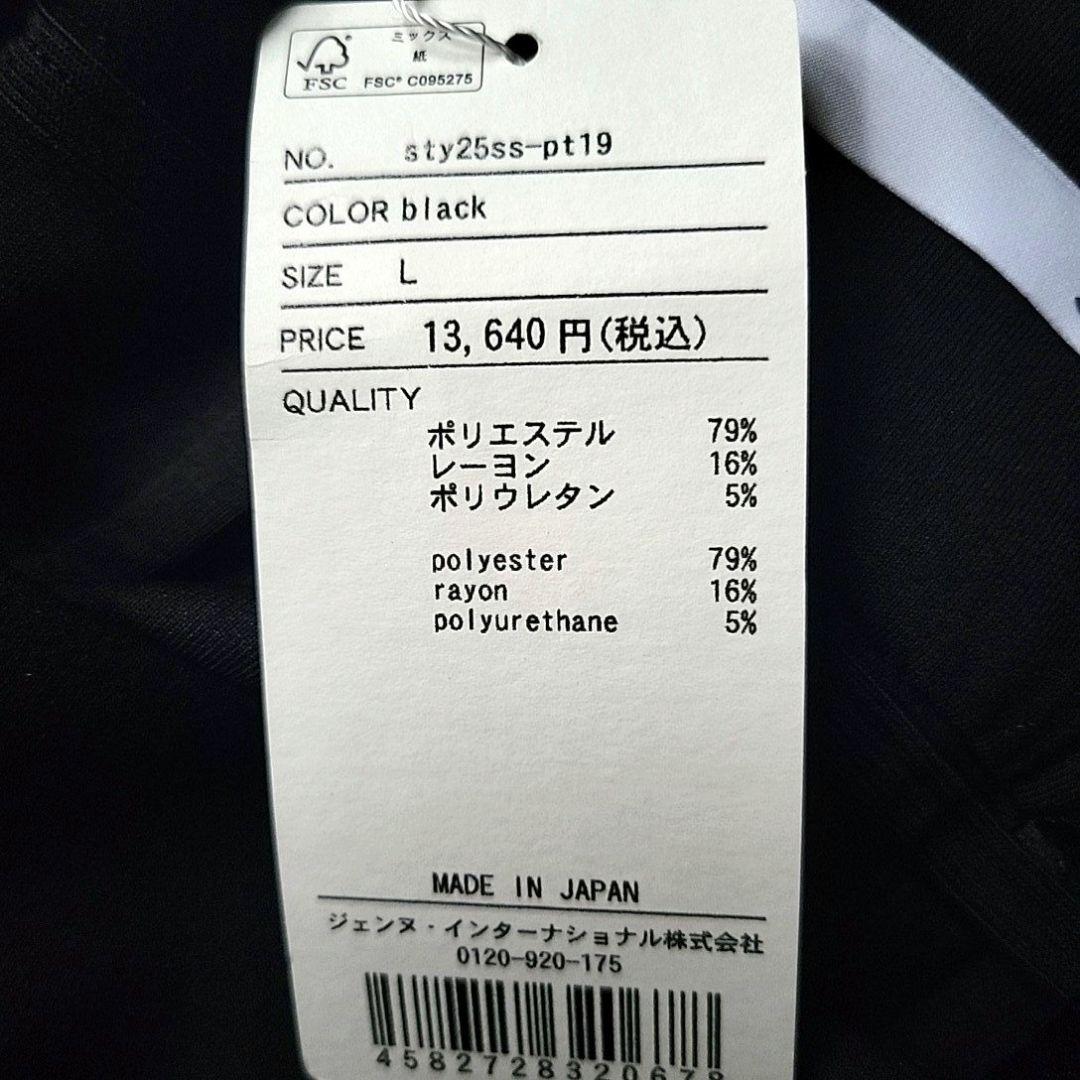 ミックス
FSC
FSC® C095275
NO. sty25ss-pt19
COLOR black
SIZE L
PRICE 13,640円(税込)
QUALITY
ポリエステル 79%
レーヨン 16%
ポリウレタン 5%
polyester 79%
rayon 16%
polyurethane 5%
MADE IN JAPAN
ジェンヌ・インターナショナル株式会社
0120-920-175
4582728320678